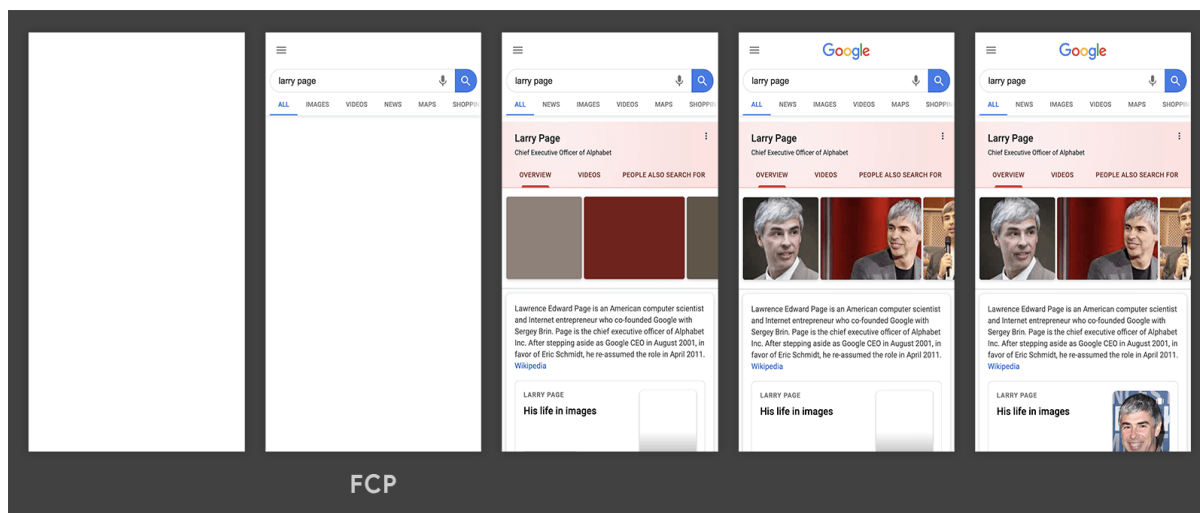 larry page
ALL IMAGES VIDEOS NEWS MAPS SHOPPIN
larry page
ALL NEWS IMAGES VIDEOS MAPS SHOPPIN
Larry Page
Chief Executive Officer of Alphabet
OVERVIEW VIDEOS PEOPLE ALSO SEARCH FOR
Lawrence Edward Page is an American computer scientist
and Internet entrepreneur who co-founded Google with
Sergey Brin. Page is the chief executive officer of Alphabet
Inc. After stepping aside as Google CEO in August 2001, in
favor of Eric Schmidt, he re-assumed the role in April 2011.
Wikipedia
LARRY PAGE
His life in images
Google
larry page
ALL NEWS IMAGES VIDEOS MAPS SHOPPIN
Larry Page
Chief Executive Officer of Alphabet
OVERVIEW VIDEOS PEOPLE ALSO SEARCH FOR
Lawrence Edward Page is an American computer scientist
and Internet entrepreneur who co-founded Google with
Sergey Brin. Page is the chief executive officer of Alphabet
Inc. After stepping aside as Google CEO in August 2001, in
favor of Eric Schmidt, he re-assumed the role in April 2011.
Wikipedia
LARRY PAGE
His life in images
Google
larry page
ALL NEWS IMAGES VIDEOS MAPS SHOPPIN
Larry Page
Chief Executive Officer of Alphabet
OVERVIEW VIDEOS PEOPLE ALSO SEARCH FOR
Lawrence Edward Page is an American computer scientist
and Internet entrepreneur who co-founded Google with
Sergey Brin. Page is the chief executive officer of Alphabet
Inc. After stepping aside as Google CEO in August 2001, in
favor of Eric Schmidt, he re-assumed the role in April 2011.
Wikipedia
LARRY PAGE
His life in images
FCP